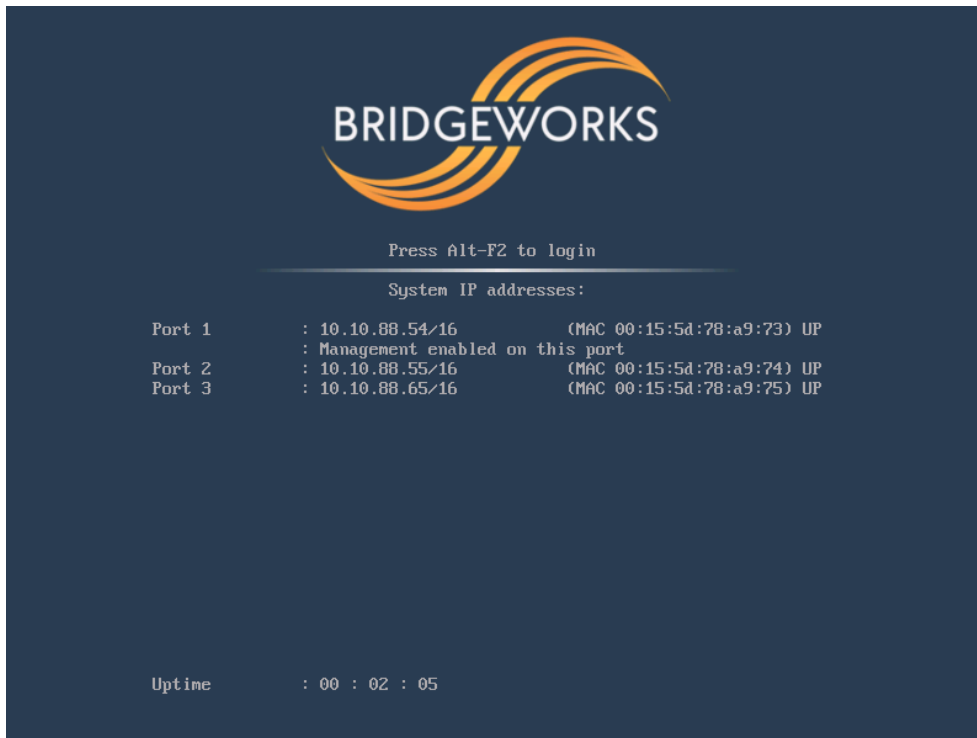 BRIDGEWORKS
Press Alt-F2 to login
System IP addresses:
Port 1 : 10.10.88.54/16 (MAC 00:15:5d:78:a9:73) UP
: Management enabled on this port
Port 2 : 10.10.88.55/16 (MAC 00:15:5d:78:a9:74) UP
Port 3 : 10.10.88.65/16 (MAC 00:15:5d:78:a9:75) UP
Uptime : 00 : 02 : 05